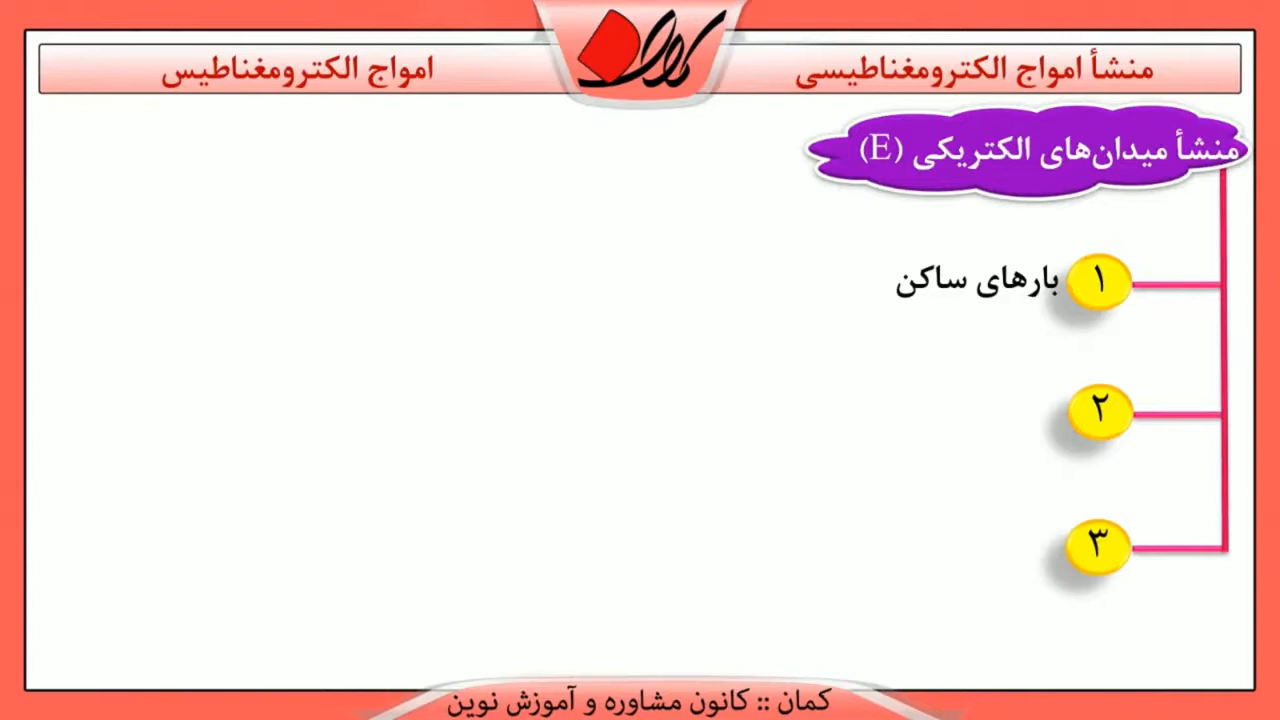 منشأ امواج الکترومغناطیسی
کمان
امواج الکترومغناطیس
منشأ میدان‌های الکتریکی (E)
۱ بارهای ساکن
۲
۳
کمان :: کانون مشاوره و آموزش نوین